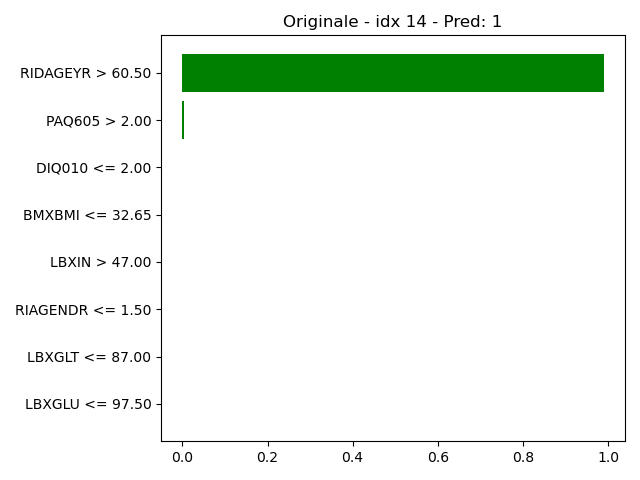 Originale - idx 14 - Pred: 1
RIDAGEYR > 60.50
PAQ605 > 2.00
DIQ010 <= 2.00
BMXBMI <= 32.65
LBXIN > 47.00
RIAGENDR <= 1.50
LBXGLT <= 87.00
LBXGLU <= 97.50
0.0 0.2 0.4 0.6 0.8 1.0